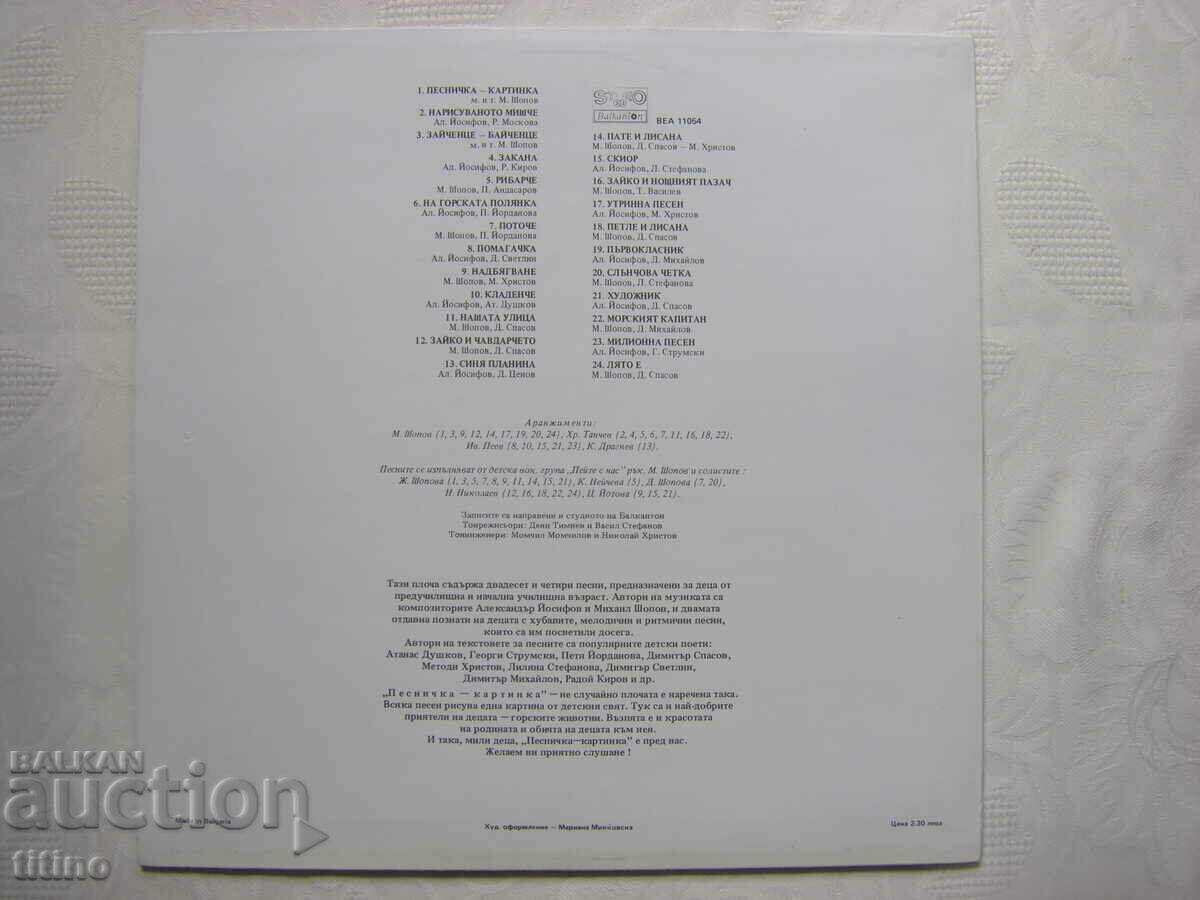 1. ПЕСНИЧКА – КАРТИНКА
м. и т. М. Шопов
2. НАРИСУВАНОТО МИШЧЕ
Ал. Йосифов, Р. Москова
3. ЗАЙЧЕНЦЕ – БАЙЧЕНЦЕ
м. и т. М. Шопов
4. ЗАКАНА
Ал. Йосифов, Р. Киров
5. РИБАРЧЕ
М. Шопов, П. Андасаров
6. НА ГОРСКАТА ПОЛЯНКА
Ал. Йосифов, П. Йорданова
7. ПОТОЧЕ
М. Шопов, П. Йорданова
8. ПОМАГАЧКА
Ал. Йосифов, Д. Светлин
9. НАДБЯГВАНЕ
М. Шопов, М. Христов
10. КЛАДЕНЧЕ
Ал. Йосифов, Ат. Душков
11. НАШАТА УЛИЦА
М. Шопов, Д. Спасов
12. ЗАЙКО И ЧАВДАРЧЕТО
М. Шопов, Д. Спасов
13. СИНЯ ПЛАНИНА
Ал. Йосифов, Д. Ценов
STEREO
Balkanton
ВЕА 11054
14. ПАТЕ И ЛИСАНА
М. Шопов, Д. Спасов – М. Христов
15. СКИОР
Ал. Йосифов, Л. Стефанова
16. ЗАЙКО И НОЩНИЯТ ПАЗАЧ
М. Шопов, Т. Василев
17. УТРИННА ПЕСЕН
Ал. Йосифов, М. Христов
18. ПЕТЛЕ И ЛИСАНА
М. Шопов, Д. Спасов
19. ПЪРВОКЛАСНИК
Ал. Йосифов, Д. Михайлов
20. СЛЪНЧОВА ЧЕТКА
М. Шопов, Л. Стефанова
21. ХУДОЖНИК
Ал. Йосифов, Д. Спасов
22. МОРСКИЯТ КАПИТАН
М. Шопов, Д. Михайлов
23. МИЛИОННА ПЕСЕН
Ал. Йосифов, Г. Струмски
24. ЛЯТО Е
М. Шопов, Д. Спасов
Аранжименти:
М. Шопов (1, 3, 9, 12, 14, 17, 19, 20, 24), Хр. Танчев (2, 4, 5, 6, 7, 11, 16, 18, 22),
Ив. Пеев (8, 10, 15, 21, 23), К. Драгнев (13).
Песните се изпълняват от детска вок. група „Пейте с нас” рък. М. Шопов и солистите :
Ж. Шопова (1, 3, 5, 7, 8, 9, 11, 14, 15, 21), К. Нейчева (5), Д. Шопова (7, 20),
Н. Николаев (12, 16, 18, 22, 24), Ц. Йотова (9, 15, 21).
Записите са направени в студиото на Балкантон
Тонрежисьори: Деян Тимнев и Васил Стефанов
Тонинженери: Момчил Момчилов и Николай Христов
Тази плоча съдържа двадесет и четири песни, предназначени за деца от
предучилищна и начална училищна възраст. Автори на музиката са
композиторите Александър Йосифов и Михаил Шопов, и двамата
отдавна познати на децата с хубавите, мелодични и ритмични песни,
които са им посветили досега.
Автори на текстовете за песните са популярните детски поети:
Атанас Душков, Георги Струмски, Петя Йорданова, Димитър Спасов,
Методи Христов, Лиляна Стефанова, Димитър Светлин,
Димитър Михайлов, Радой Киров и др.
„Песничка – картинка” – не случайно плочата е наречена така.
Всяка песен рисува една картина от детския свят. Тук са и най-добрите
приятели на децата – горските животни. Възпята е и красотата
на родината и обичта на децата към нея.
И така, мили деца, „Песничка–картинка” е пред вас.
Желаем ви приятно слушане !
Made in Bulgaria
Худ. оформление – Мариана Минковска
Цена 2.30 лева
BALKAN
auction
titino